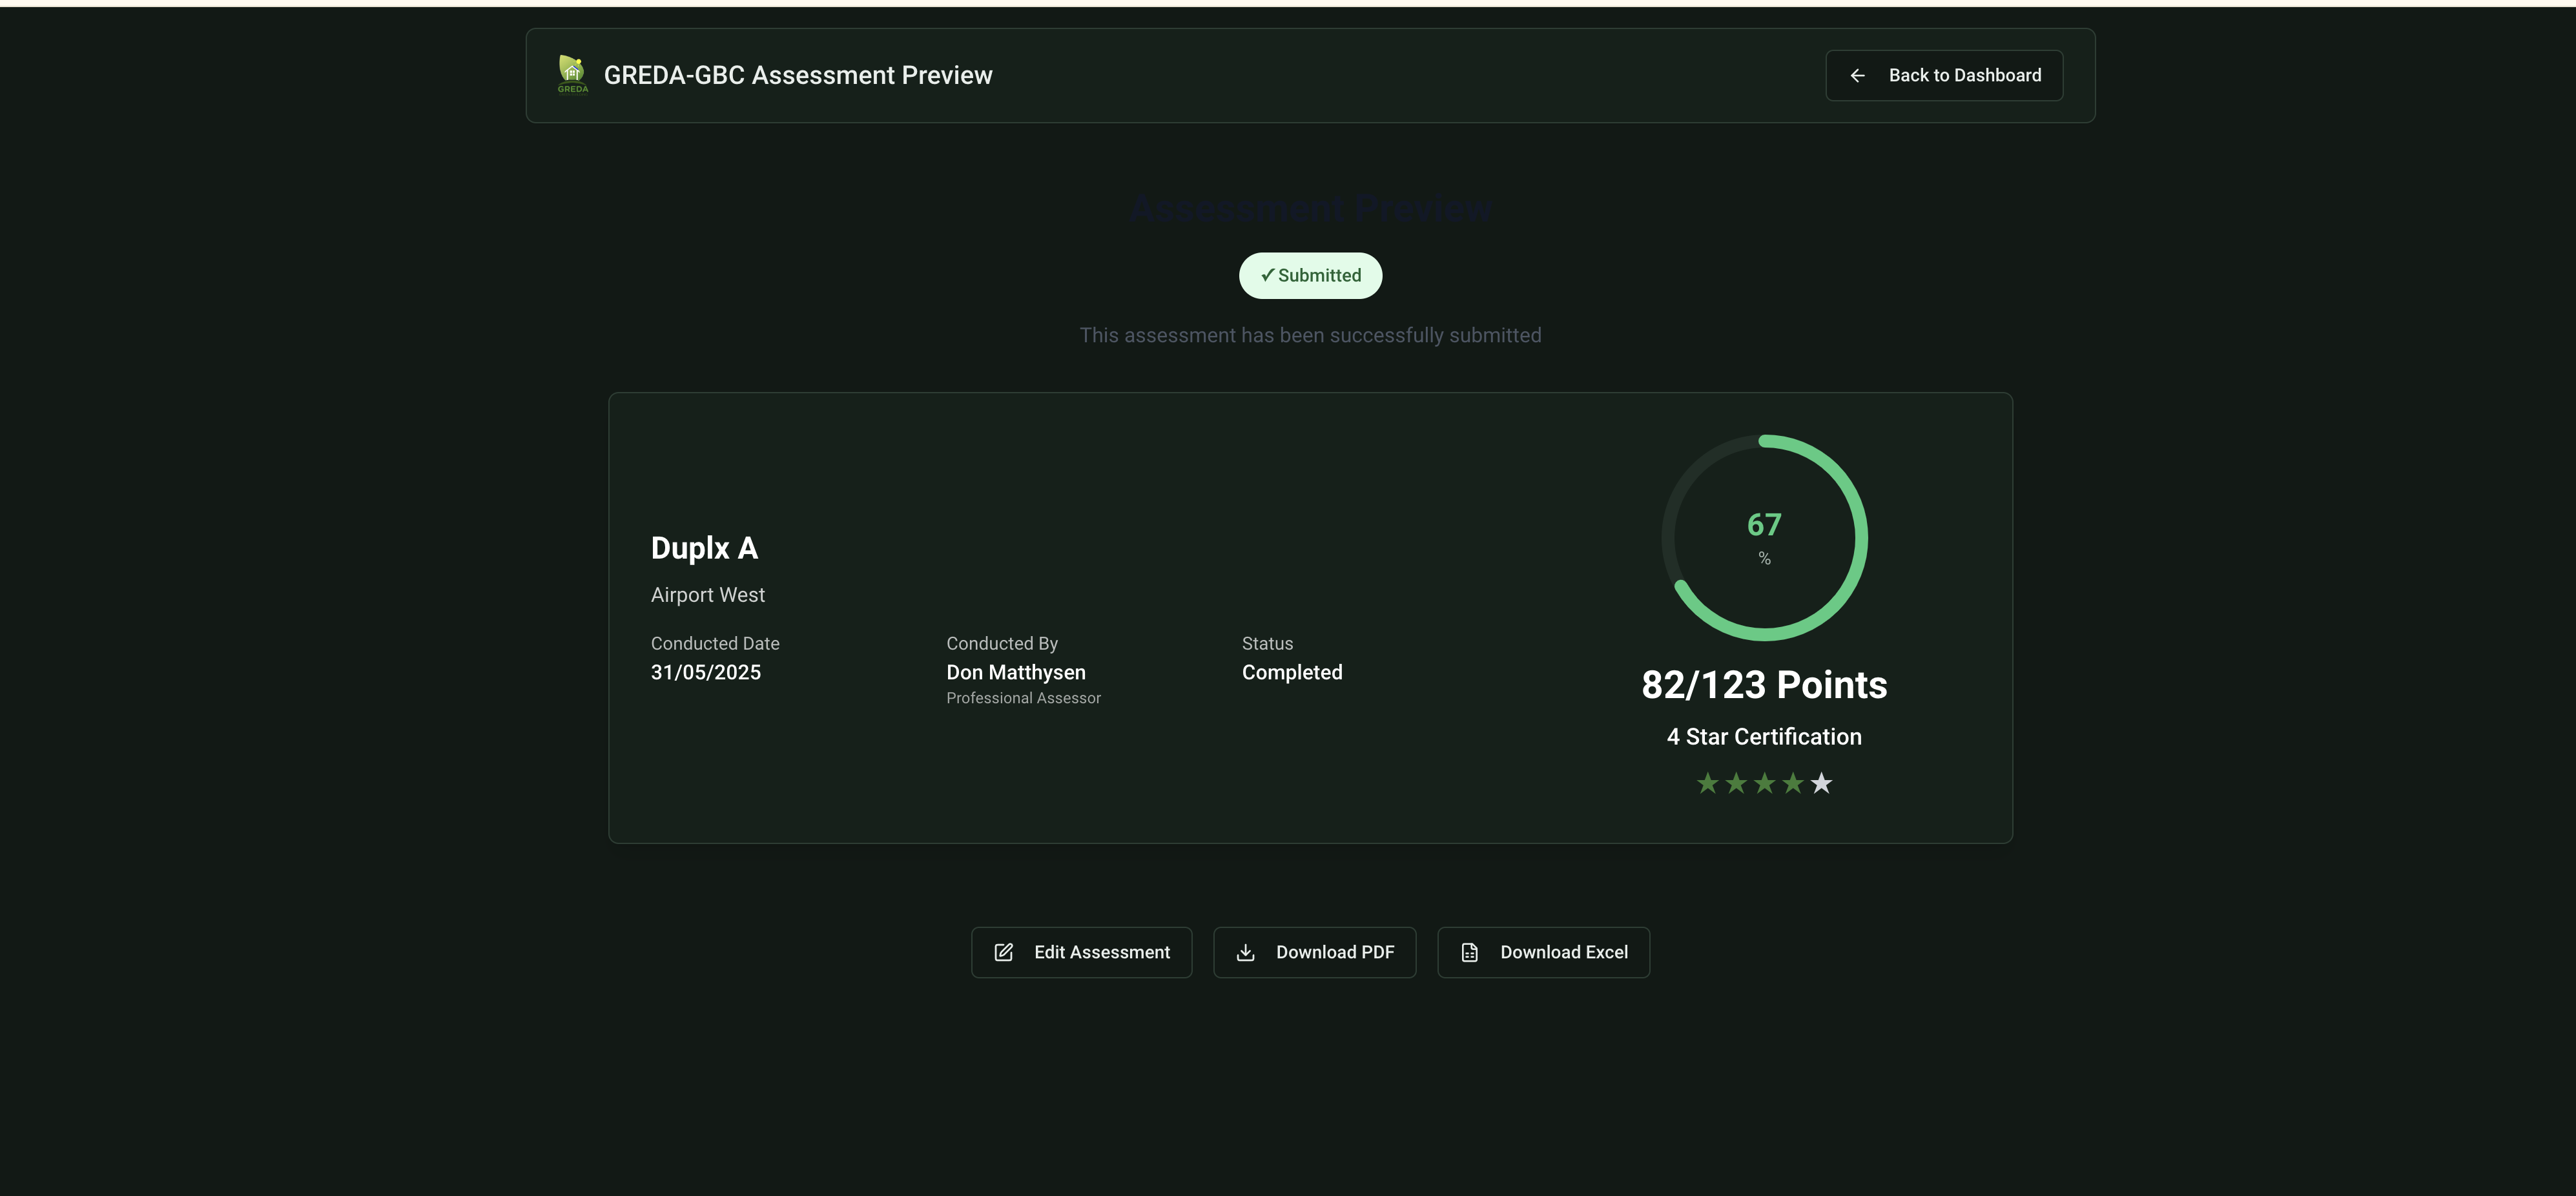 GREDA
GREDA-GBC Assessment Preview
Back to Dashboard
Assessment Preview
✓ Submitted
This assessment has been successfully submitted
Duplx A
Airport West
Conducted Date
31/05/2025
Conducted By
Don Matthysen
Professional Assessor
Status
Completed
67
%
82/123 Points
4 Star Certification
Edit Assessment
Download PDF
Download Excel